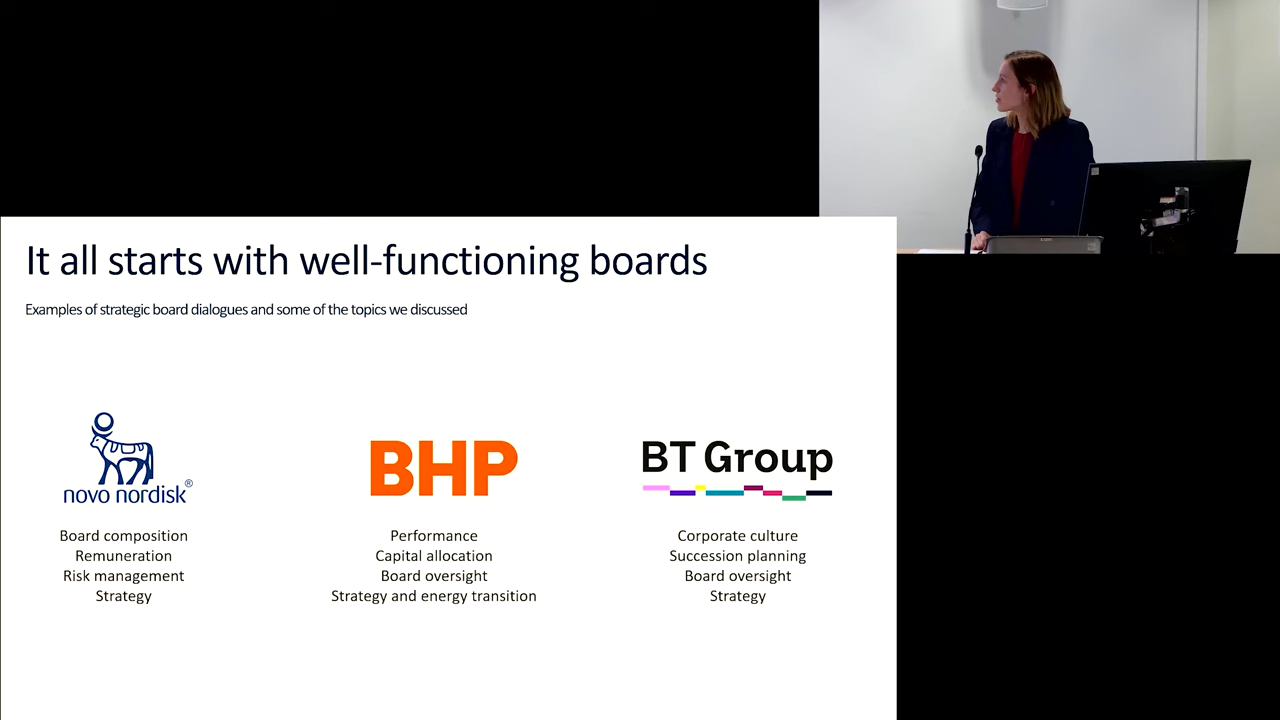 It all starts with well-functioning boards
Examples of strategic board dialogues and some of the topics we discussed
novo nordisk®
Board composition
Remuneration
Risk management
Strategy
BHP
Performance
Capital allocation
Board oversight
Strategy and energy transition
BT Group
Corporate culture
Succession planning
Board oversight
Strategy